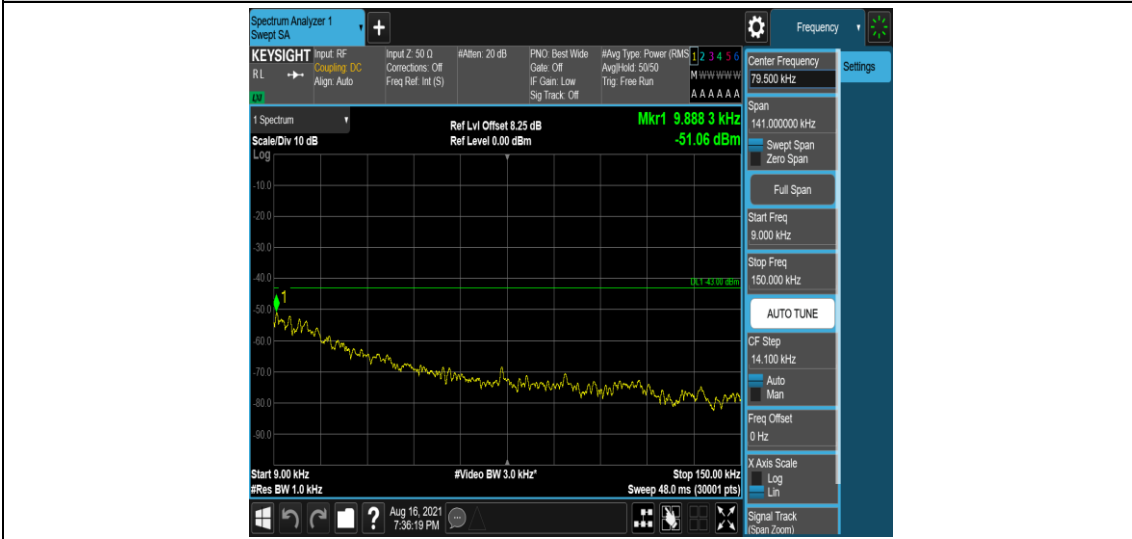 Spectrum Analyzer 1
Swept SA
+
Frequency
KEYSIGHT
RL
Input: RF
Coupling: DC
Align: Auto
Input Z: 50 Ω
Corrections: Off
Freq Ref: Int (S)
#Atten: 20 dB
PNO: Best Wide
Gate: Off
IF Gain: Low
Sig Track: Off
#Avg Type: Power (RMS
Avg|Hold: 50/50
Trig: Free Run
1 2 3 4 5 6
M W W W W W
A A A A A A
1 Spectrum
Scale/Div 10 dB
Ref Lvl Offset 8.25 dB
Ref Level 0.00 dBm
Mkr1 9.888 3 kHz
-51.06 dBm
Log
-10.0
-20.0
-30.0
-40.0
DL1 -43.00 dBm
1
-50.0
-60.0
-70.0
-80.0
-90.0
Start 9.00 kHz
#Res BW 1.0 kHz
#Video BW 3.0 kHz*
Stop 150.00 kHz
Sweep 48.0 ms (30001 pts)
?
Aug 16, 2021
7:36:19 PM
Center Frequency
79.500 kHz
Settings
Span
141.000000 kHz
Swept Span
Zero Span
Full Span
Start Freq
9.000 kHz
Stop Freq
150.000 kHz
AUTO TUNE
CF Step
14.100 kHz
Auto
Man
Freq Offset
0 Hz
X Axis Scale
Log
Lin
Signal Track
(Span Zoom)